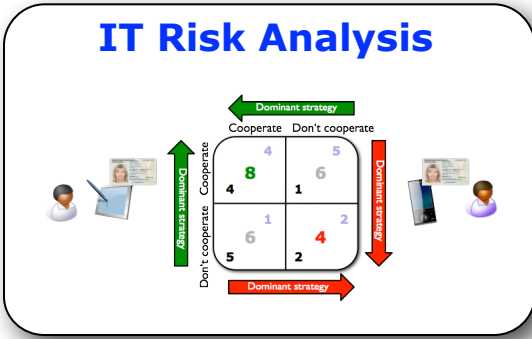 IT Risk Analysis
Dominant strategy
Cooperate Don't cooperate
Dominant strategy
Cooperate
4 5
8 6
4 1
Dominant strategy
Don't cooperate
1 2
6 4
5 2
Dominant strategy